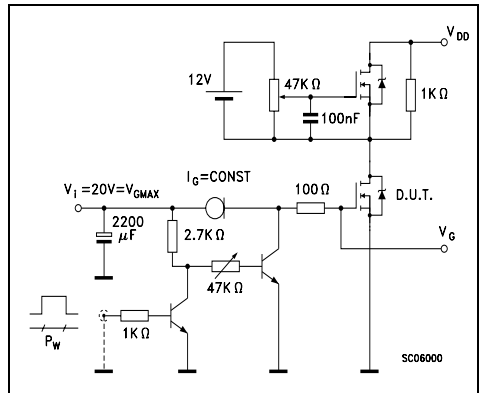 V_DD
12V
47KΩ
1KΩ
100nF
I_G=CONST
V_i=20V=V_GMAX
100Ω
D.U.T.
2200
μF
2.7KΩ
V_G
47KΩ
1KΩ
P_W
SC06000